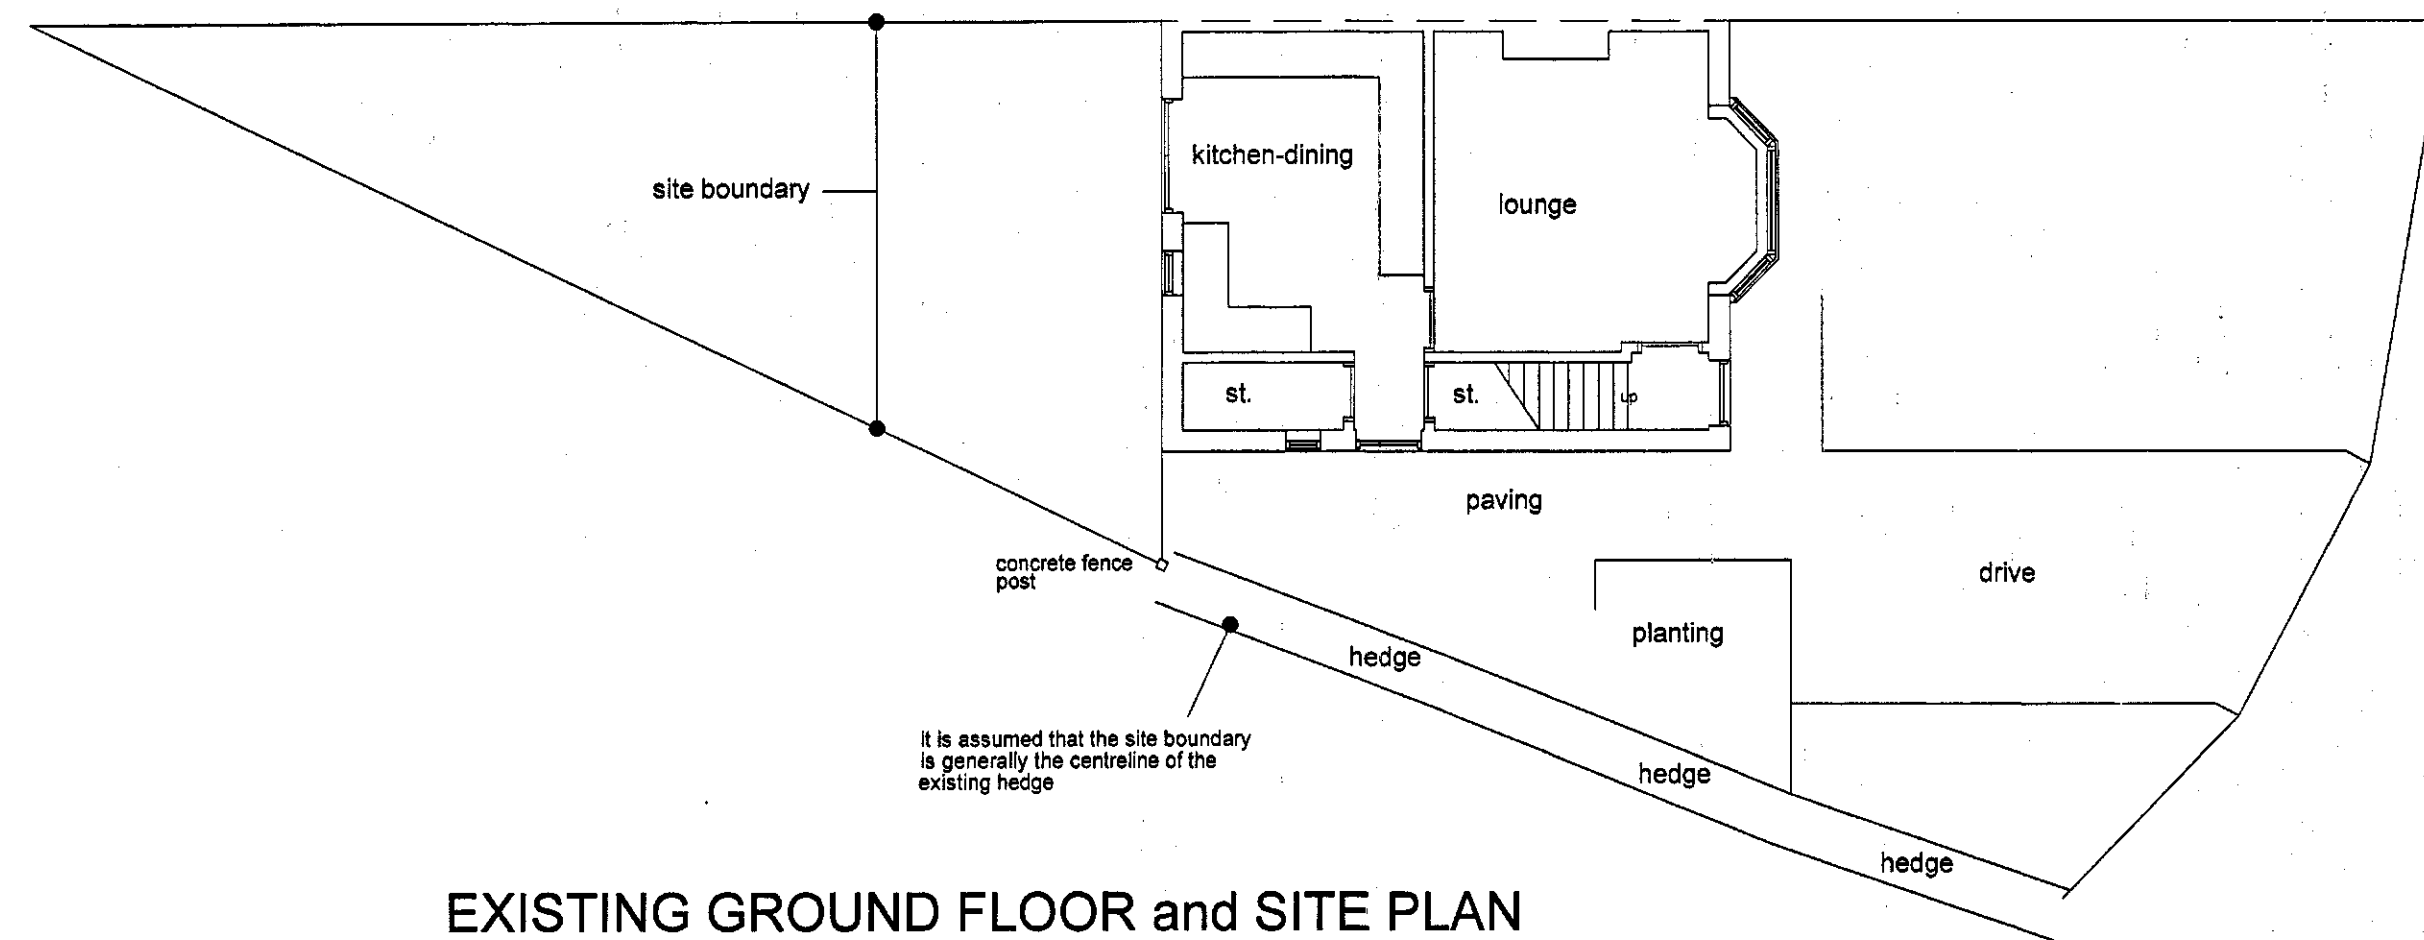 kitchen-dining
site boundary
lounge
st.
st.
up
paving
concrete fence
post
drive
planting
hedge
It is assumed that the site boundary
is generally the centreline of the
existing hedge
hedge
hedge
EXISTING GROUND FLOOR and SITE PLAN